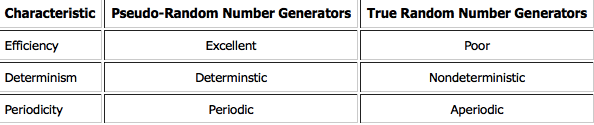 Characteristic Pseudo-Random Number Generators True Random Number Generators
Efficiency Excellent Poor
Determinism Determinstic Nondeterministic
Periodicity Periodic Aperiodic